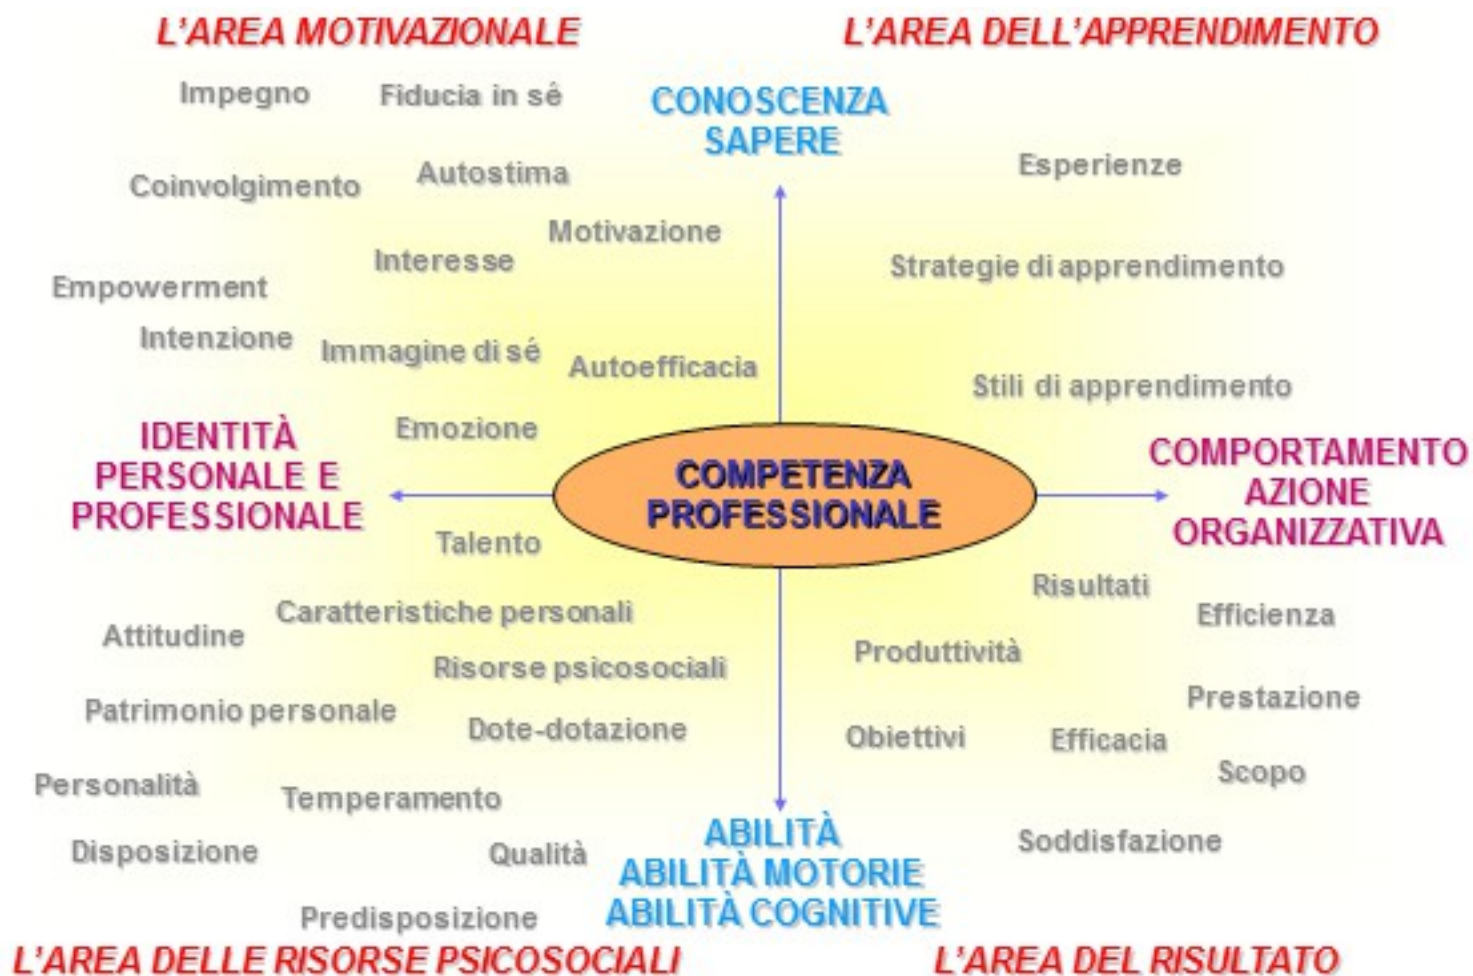 L'AREA MOTIVAZIONALE
L'AREA DELL'APPRENDIMENTO
Impegno
Fiducia in sé
CONOSCENZA
SAPERE
Esperienze
Coinvolgimento
Autostima
Motivazione
Interesse
Strategie di apprendimento
Empowerment
Intenzione
Immagine di sé
Autoefficacia
Stili di apprendimento
Emozione
IDENTITÀ
PERSONALE E
PROFESSIONALE
COMPETENZA
PROFESSIONALE
COMPORTAMENTO
AZIONE
ORGANIZZATIVA
Talento
Risultati
Caratteristiche personali
Efficienza
Attitudine
Produttività
Risorse psicosociali
Prestazione
Patrimonio personale
Dote-dotazione
Obiettivi
Efficacia
Scopo
Personalità
Temperamento
Disposizione
Qualità
ABILITÀ
ABILITÀ MOTORIE
ABILITÀ COGNITIVE
Soddisfazione
Predisposizione
L'AREA DELLE RISORSE PSICOSOCIALI
L'AREA DEL RISULTATO